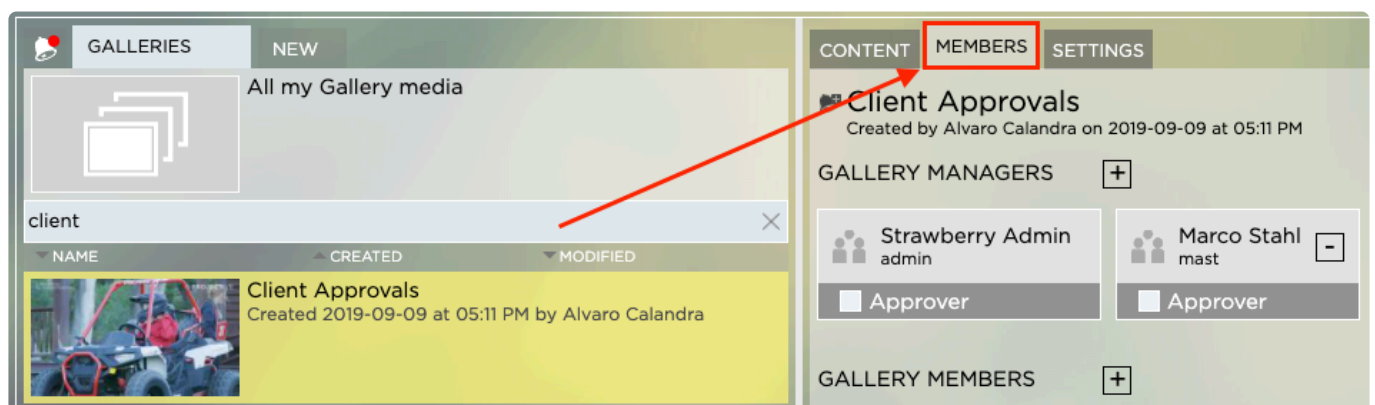 GALLERIES
NEW
All my Gallery media
client
NAME
CREATED
MODIFIED
Client Approvals
Created 2019-09-09 at 05:11 PM by Alvaro Calandra
CONTENT
MEMBERS
SETTINGS
Client Approvals
Created by Alvaro Calandra on 2019-09-09 at 05:11 PM
GALLERY MANAGERS +
Strawberry Admin
admin
Approver
Marco Stahl -
mast
Approver
GALLERY MEMBERS +